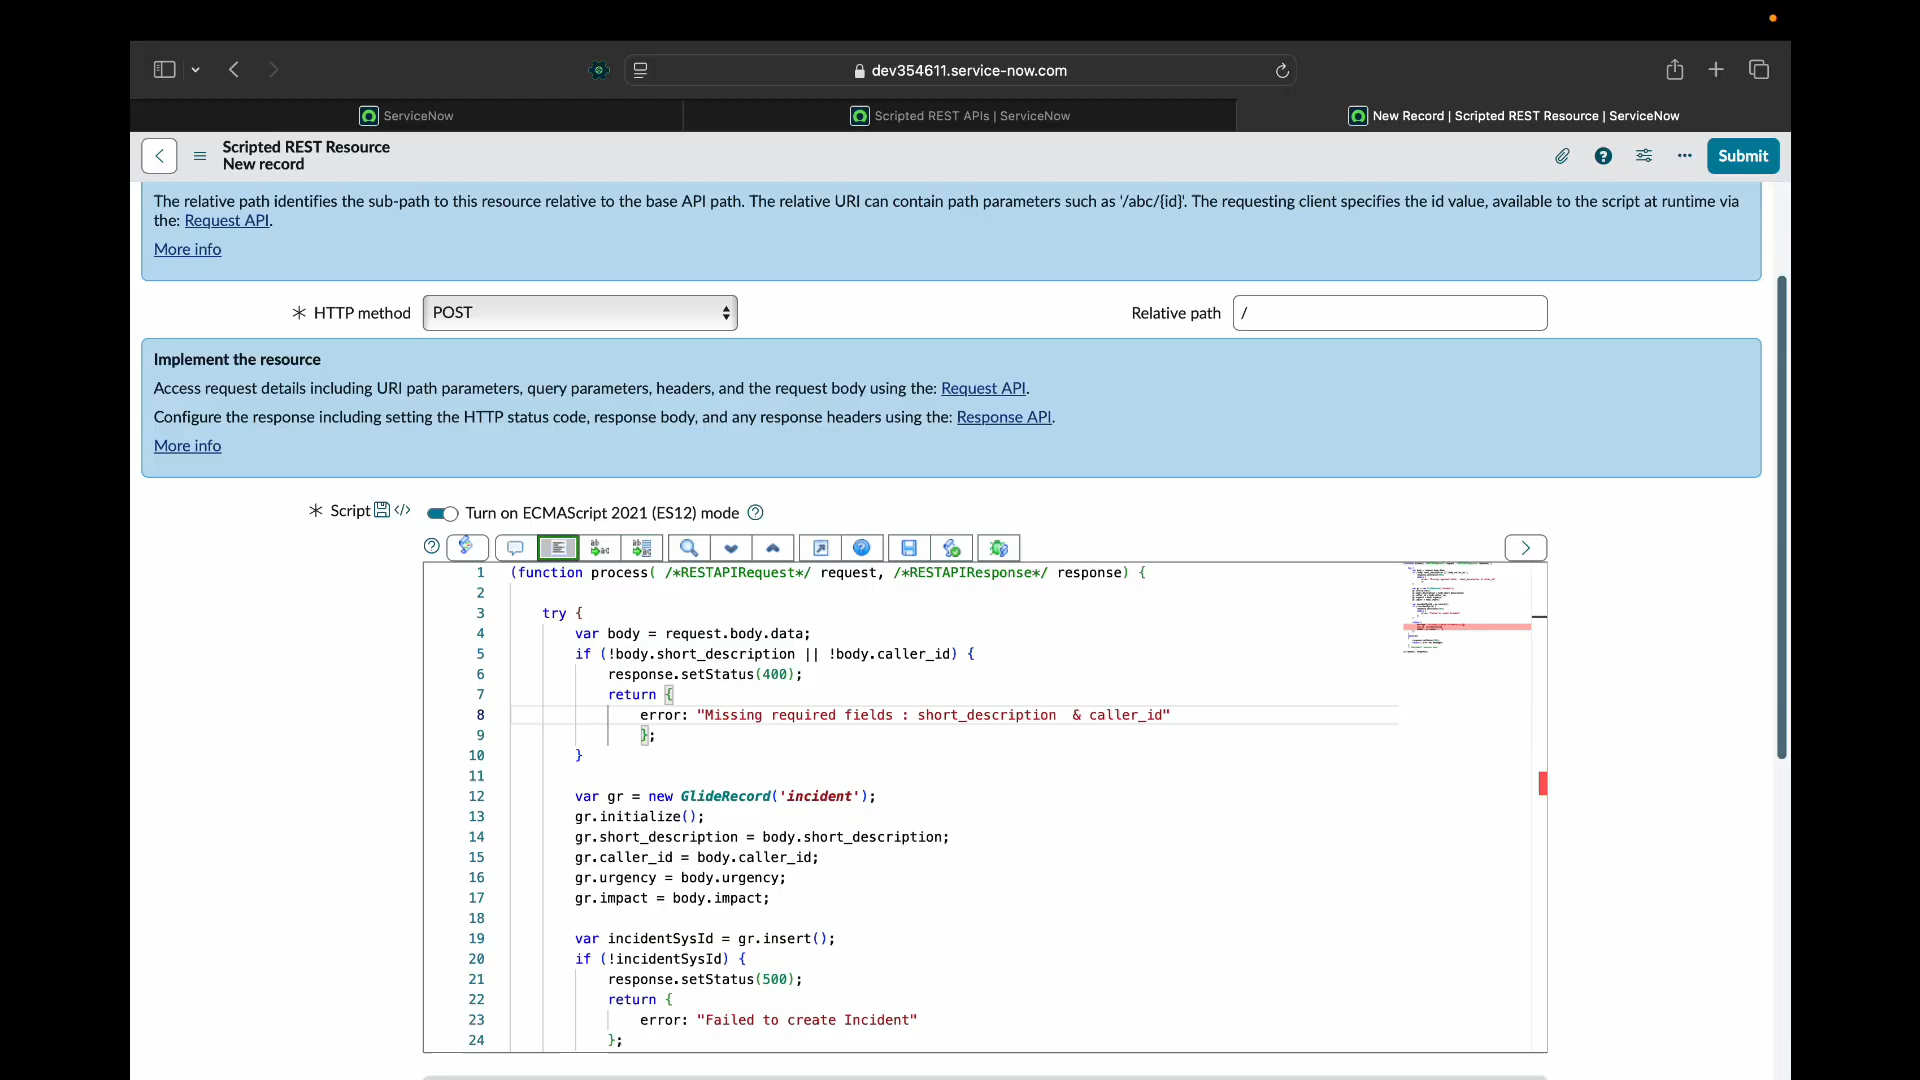 dev354611.service-now.com
ServiceNow
Scripted REST APIs | ServiceNow
New Record | Scripted REST Resource | ServiceNow
Scripted REST Resource
New record
Submit
The relative path identifies the sub-path to this resource relative to the base API path. The relative URI can contain path parameters such as '/abc/{id}'. The requesting client specifies the id value, available to the script at runtime via
the: Request API.
More info
HTTP method
POST
Relative path
/
Implement the resource
Access request details including URI path parameters, query parameters, headers, and the request body using the: Request API.
Configure the response including setting the HTTP status code, response body, and any response headers using the: Response API.
More info
Script
Turn on ECMAScript 2021 (ES12) mode
1 (function process( /*RESTAPIRequest*/ request, /*RESTAPIResponse*/ response) {
2
3 try {
4 var body = request.body.data;
5 if (!body.short_description || !body.caller_id) {
6 response.setStatus(400);
7 return {
8 error: "Missing required fields : short_description  & caller_id"
9 };
10 }
11
12 var gr = new GlideRecord('incident');
13 gr.initialize();
14 gr.short_description = body.short_description;
15 gr.caller_id = body.caller_id;
16 gr.urgency = body.urgency;
17 gr.impact = body.impact;
18
19 var incidentSysId = gr.insert();
20 if (!incidentSysId) {
21 response.setStatus(500);
22 return {
23 error: "Failed to create Incident"
24 };